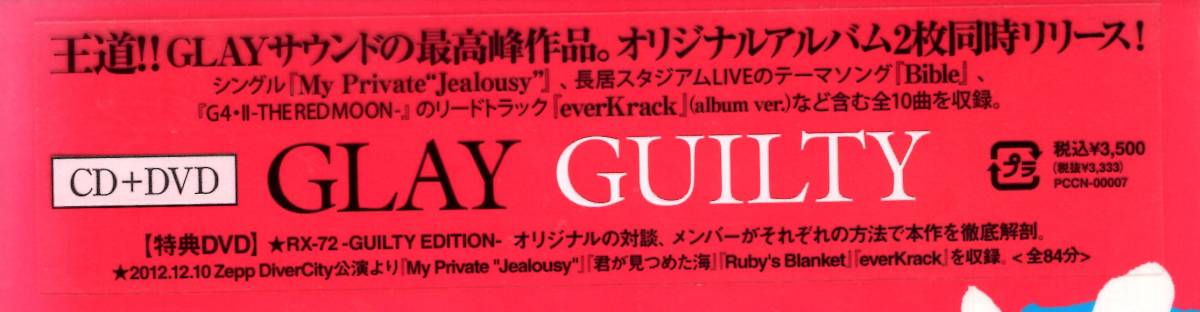 王道!! GLAYサウンドの最高峰作品。オリジナルアルバム2枚同時リリース!
シングル『My Private“Jealousy”』、長居スタジアムLIVEのテーマソング『Bible』、
『G4・II-THE RED MOON-』のリードトラック『everKrack』(album ver.)など含む全10曲を収録。
CD+DVD GLAY GUILTY
プラ
税込¥3,500
(税抜¥3,333)
PCCN-00007
【特典DVD】★RX-72 -GUILTY EDITION- オリジナルの対談、メンバーがそれぞれの方法で本作を徹底解剖。
★2012.12.10 Zepp DiverCity公演より『My Private "Jealousy"』『君が見つめた海』『Ruby's Blanket』『everKrack』を収録。<全84分>